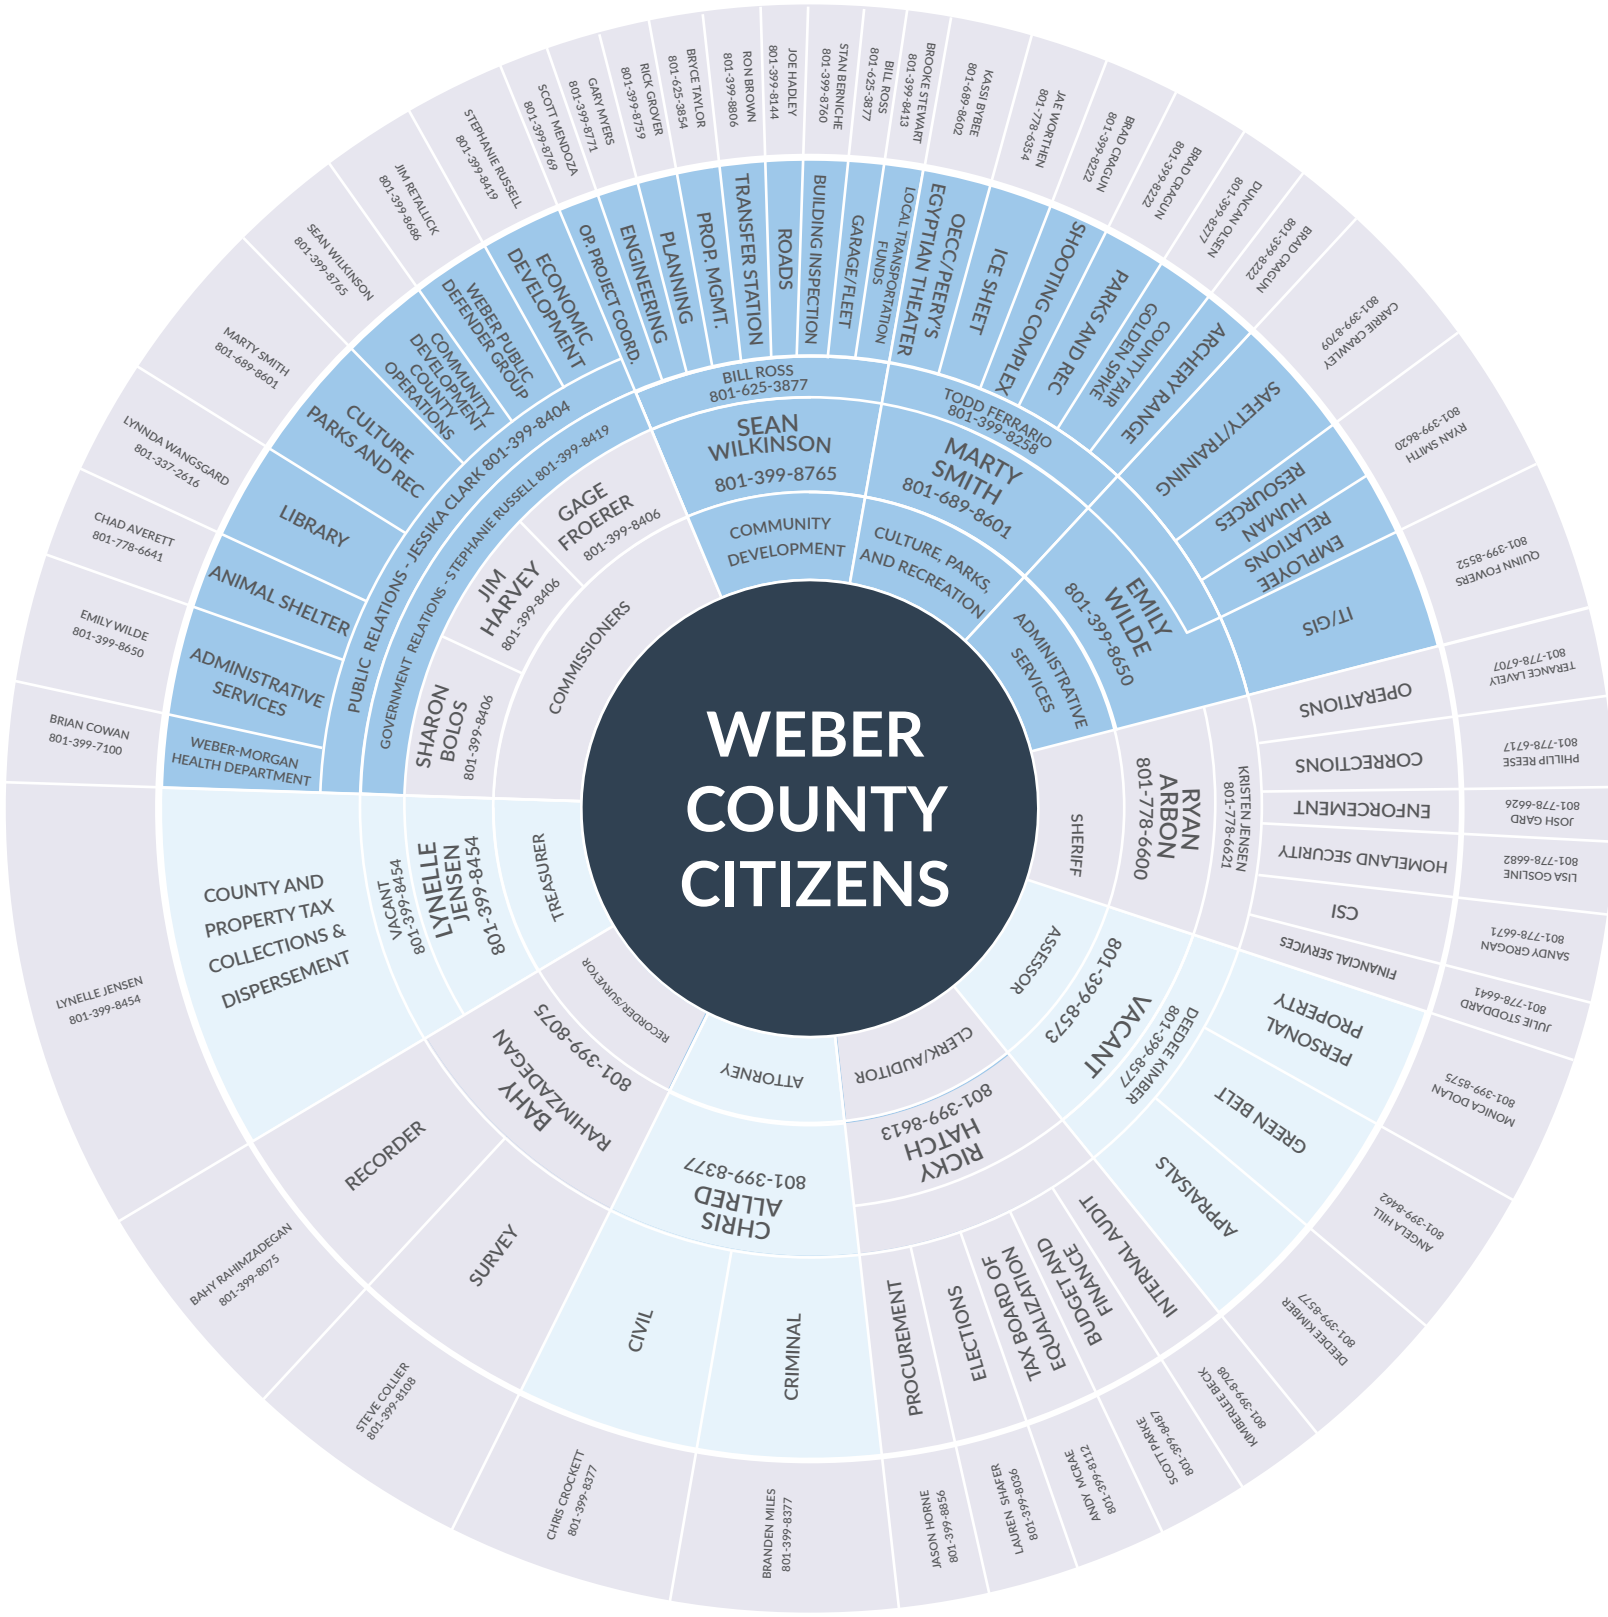 WEBER
COUNTY
CITIZENS
COMMISSIONERS
SHARON
BOLOS
801-399-8406
JIM
HARVEY
801-399-8406
GAGE
FROERER
801-399-8406
GOVERNMENT RELATIONS - STEPHANIE RUSSELL 801-399-8419
PUBLIC RELATIONS - JESSIKA CLARK 801-399-8404
WEBER-MORGAN
HEALTH DEPARTMENT
BRIAN COWAN
801-399-7100
ADMINISTRATIVE
SERVICES
EMILY WILDE
801-399-8650
ANIMAL SHELTER
CHAD AVERETT
801-778-6641
LIBRARY
LYNNDA WANGSGARD
801-337-2616
CULTURE
PARKS AND REC
MARTY SMITH
801-689-8601
COMMUNITY
DEVELOPMENT
COUNTY
OPERATIONS
SEAN WILKINSON
801-399-8765
WEBER PUBLIC
DEFENDER GROUP
JIM RETALLICK
801-399-8686
ECONOMIC
DEVELOPMENT
STEPHANIE RUSSELL
801-399-8419
COMMUNITY
DEVELOPMENT
SEAN
WILKINSON
801-399-8765
BILL ROSS
801-625-3877
OP. PROJECT COORD.
SCOTT MENDOZA
801-399-8769
ENGINEERING
GARY MYERS
801-399-8771
PLANNING
RICK GROVER
801-399-8759
PROP. MGMT.
BRYCE TAYLOR
801-625-3854
TRANSFER STATION
RON BROWN
801-399-8806
ROADS
JOE HADLEY
801-399-8144
BUILDING INSPECTION
STAN BERNICHE
801-399-8760
GARAGE/FLEET
BILL ROSS
801-625-3877
LOCAL TRANSPORTATION
FUNDS
BROOKE STEWART
801-399-8413
CULTURE, PARKS,
AND RECREATION
MARTY
SMITH
801-689-8601
TODD FERRARIO
801-399-8258
OECC/PEERY'S
EGYPTIAN THEATER
KASSI BYBEE
801-689-8602
ICE SHEET
JAE WORTHEN
801-778-6354
SHOOTING COMPLEX
BRAD CRAGUN
801-399-8222
PARKS AND REC
BRAD CRAGUN
801-399-8222
COUNTY FAIR
GOLDEN SPIKE
DUNCAN OLSEN
801-399-8277
ARCHERY RANGE
BRAD CRAGUN
801-399-8222
ADMINISTRATIVE
SERVICES
EMILY
WILDE
801-399-8650
SAFETY/TRAINING
CARRIE CRAWLEY
801-399-8709
HUMAN
RESOURCES
EMPLOYEE
RELATIONS
RYAN SMITH
801-399-8620
IT/GIS
QUINN FOWERS
801-399-8552
SHERIFF
RYAN
ARBON
801-778-6600
KRISTEN JENSEN
801-778-6621
OPERATIONS
TERANCE LAVELY
801-778-6707
CORRECTIONS
PHILLIP REESE
801-778-6717
ENFORCEMENT
JOSH GARD
801-778-6626
HOMELAND SECURITY
LISA GOSLINE
801-778-6682
CSI
SANDY GROGAN
801-778-6671
FINANCIAL SERVICES
JULIE STODDARD
801-778-6641
ASSESSOR
VACANT
801-399-8573
DEEDEE KIMBER
801-399-8577
PERSONAL
PROPERTY
MONICA DOLAN
801-399-8575
GREEN BELT
ANGELA HILL
801-399-8462
APPRAISALS
DEEDEE KIMBER
801-399-8577
CLERK/AUDITOR
RICKY
HATCH
801-399-8613
INTERNAL AUDIT
KIMBERLEE BECK
801-399-8708
BUDGET AND
FINANCE
SCOTT PARKE
801-399-8487
TAX BOARD OF
EQUALIZATION
ANDY MCRAE
801-399-8112
ELECTIONS
LAUREN SHAFER
801-399-8036
PROCUREMENT
JASON HORNE
801-399-8856
ATTORNEY
CHRIS
ALLRED
801-399-8377
CRIMINAL
BRANDEN MILES
801-399-8377
CIVIL
CHRIS CROCKETT
801-399-8377
RECORDER/SURVEYOR
BAHY
RAHIMZADEGAN
801-399-8075
SURVEY
STEVE COLLIER
801-399-8108
RECORDER
BAHY RAHIMZADEGAN
801-399-8075
TREASURER
LYNELLE
JENSEN
801-399-8454
VACANT
801-399-8454
COUNTY AND
PROPERTY TAX
COLLECTIONS &
DISPERSEMENT
LYNELLE JENSEN
801-399-8454